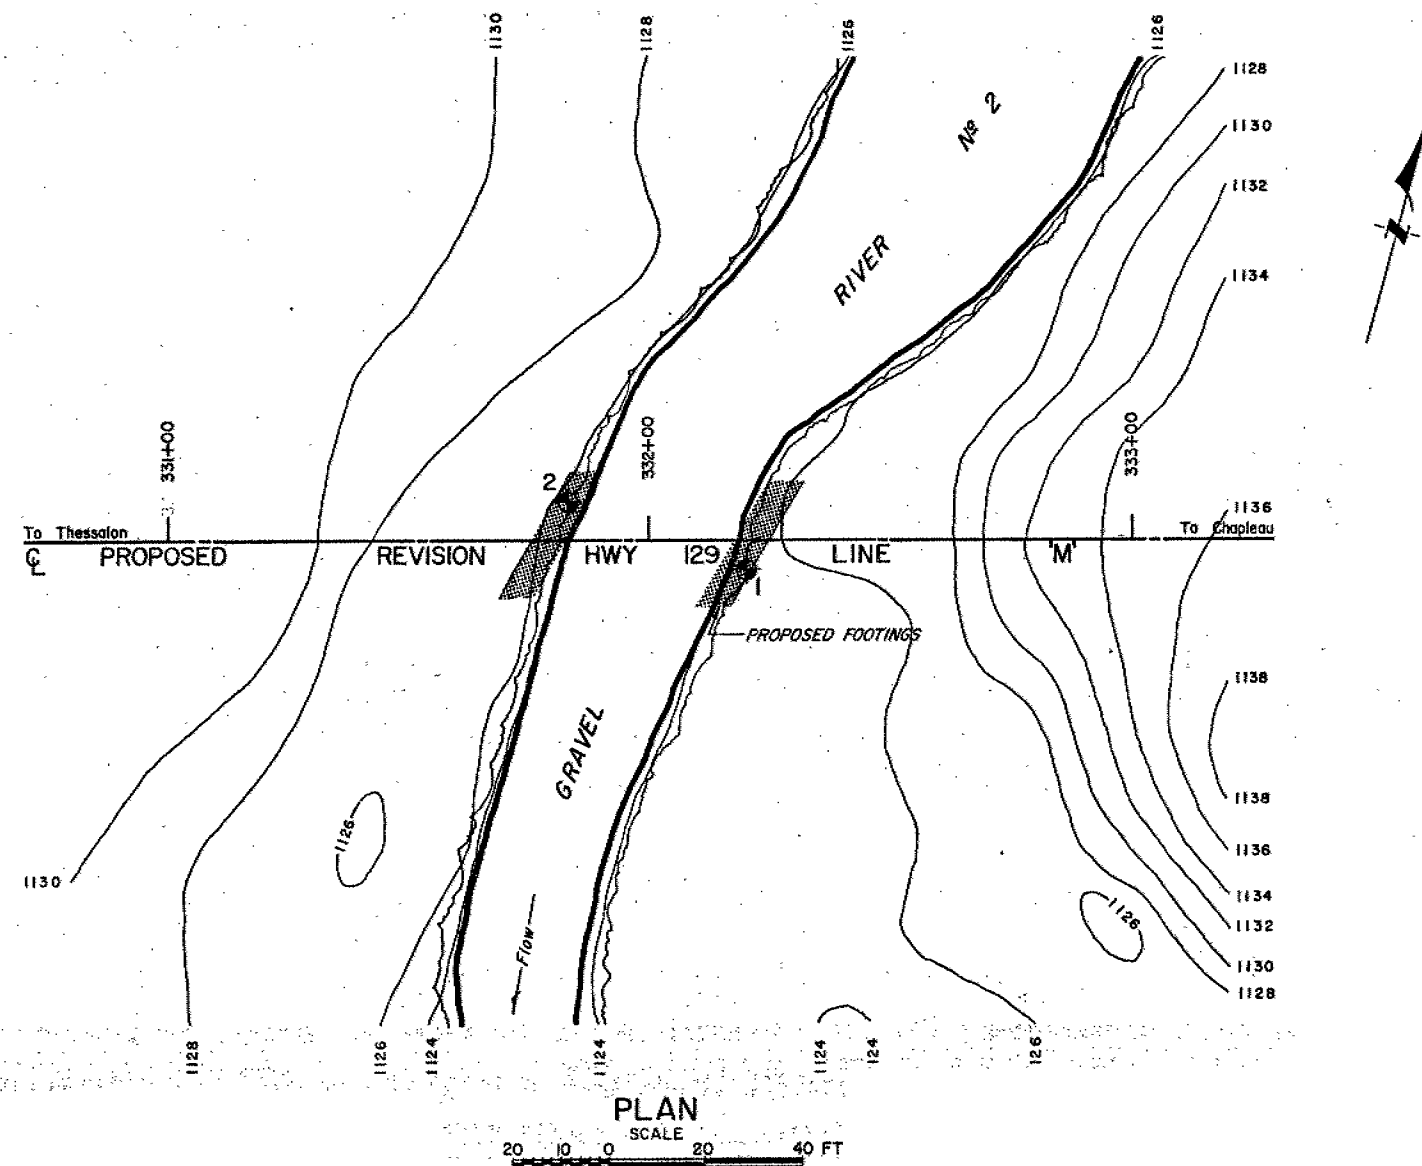 1130
1128
1126
1126
1128
1130
1132
1134
Nº 2
RIVER
N
331+00
332+00
333+00
2
1136
To Thessalon
To Chapleau
℄ PROPOSED REVISION HWY 129 LINE 'M'
1
PROPOSED FOOTINGS
1138
GRAVEL
1126
1138
1136
1130
1134
1126
1132
Flow
1130
1128
1128
1126
1124
1124
1124
124
126
PLAN
SCALE
20 10 0 20 40 FT